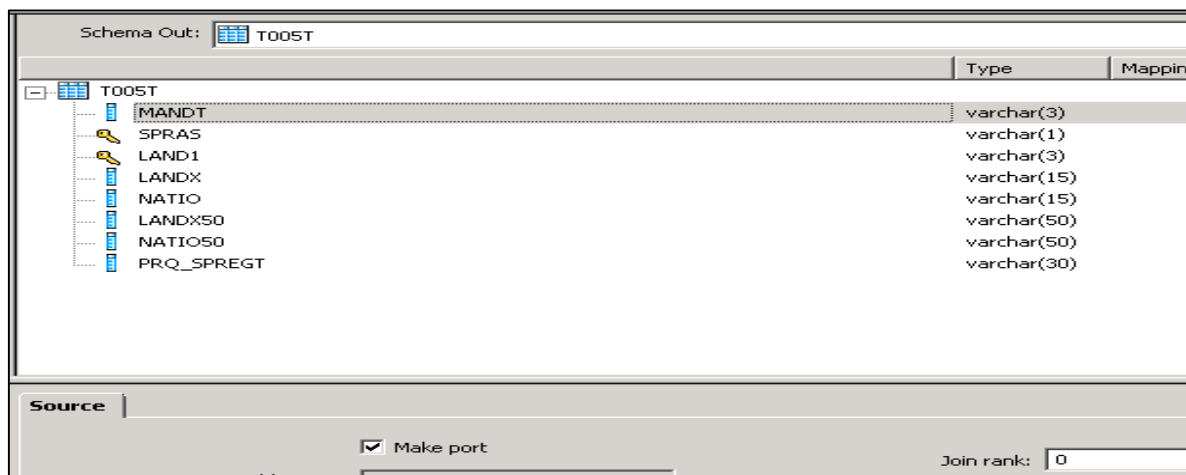 Schema Out: T005T
Type Mappin
T005T
MANDT varchar(3)
SPRAS varchar(1)
LAND1 varchar(3)
LANDX varchar(15)
NATIO varchar(15)
LANDX50 varchar(50)
NATIO50 varchar(50)
PRQ_SPREGT varchar(30)
Source
Make port
Join rank: 0